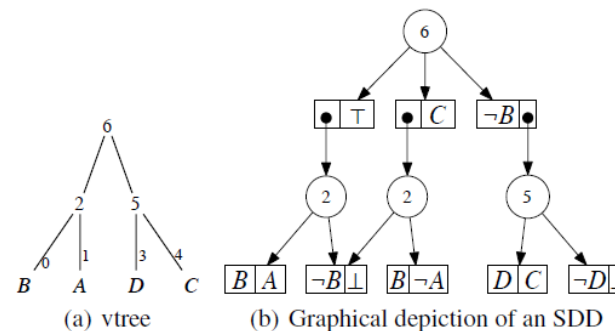 6
⊤ C ¬B
6
2 5
2 2 5
0 1 3 4
B A D C
B A ¬B ⊥ B ¬A D C ¬D ⊥
(a) vtree (b) Graphical depiction of an SDD